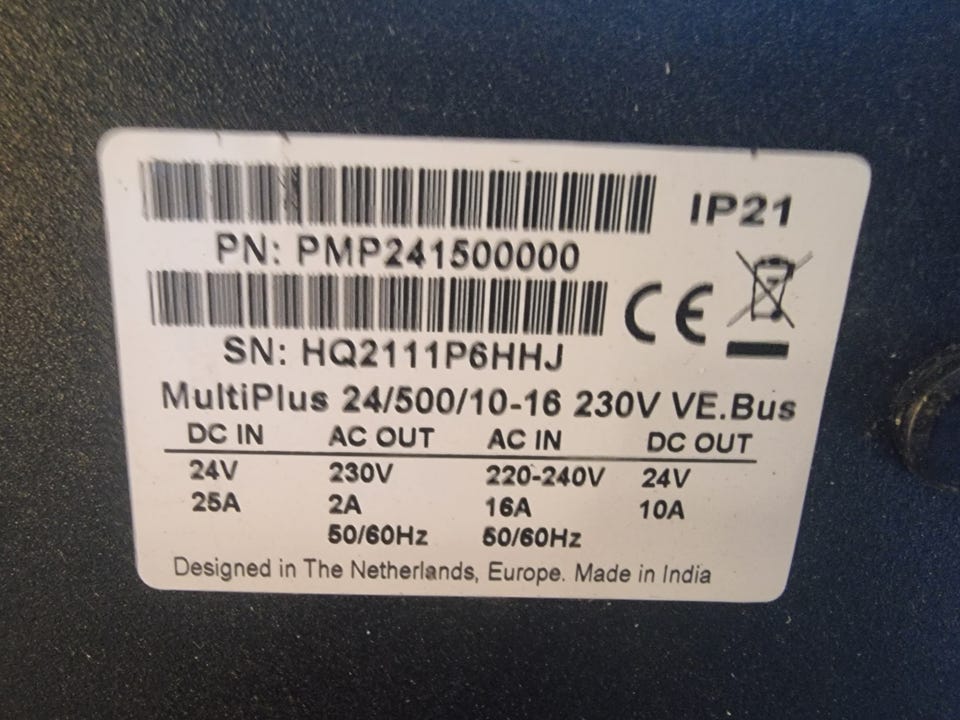 IP21
PN: PMP241500000
CE
SN: HQ2111P6HHJ
MultiPlus 24/500/10-16 230V VE.Bus
DC IN AC OUT AC IN DC OUT
24V 230V 220-240V 24V
25A 2A 16A 10A
50/60Hz 50/60Hz
Designed in The Netherlands, Europe. Made in India